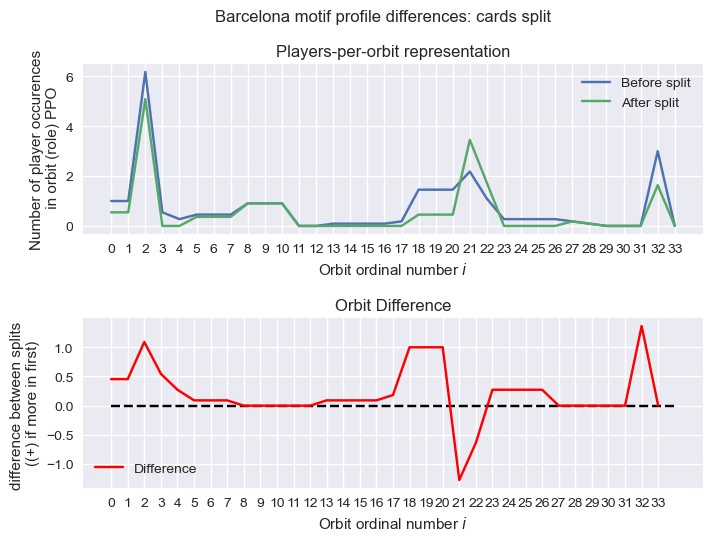 Barcelona motif profile differences: cards split
Players-per-orbit representation
Number of player occurences
in orbit (role) PPO
6
4
2
0
Before split
After split
0 1 2 3 4 5 6 7 8 9 10 11 12 13 14 15 16 17 18 19 20 21 22 23 24 25 26 27 28 29 30 31 32 33
Orbit ordinal number i
Orbit Difference
difference between splits
((+) if more in first)
1.0
0.5
0.0
−0.5
−1.0
Difference
0 1 2 3 4 5 6 7 8 9 10 11 12 13 14 15 16 17 18 19 20 21 22 23 24 25 26 27 28 29 30 31 32 33
Orbit ordinal number i